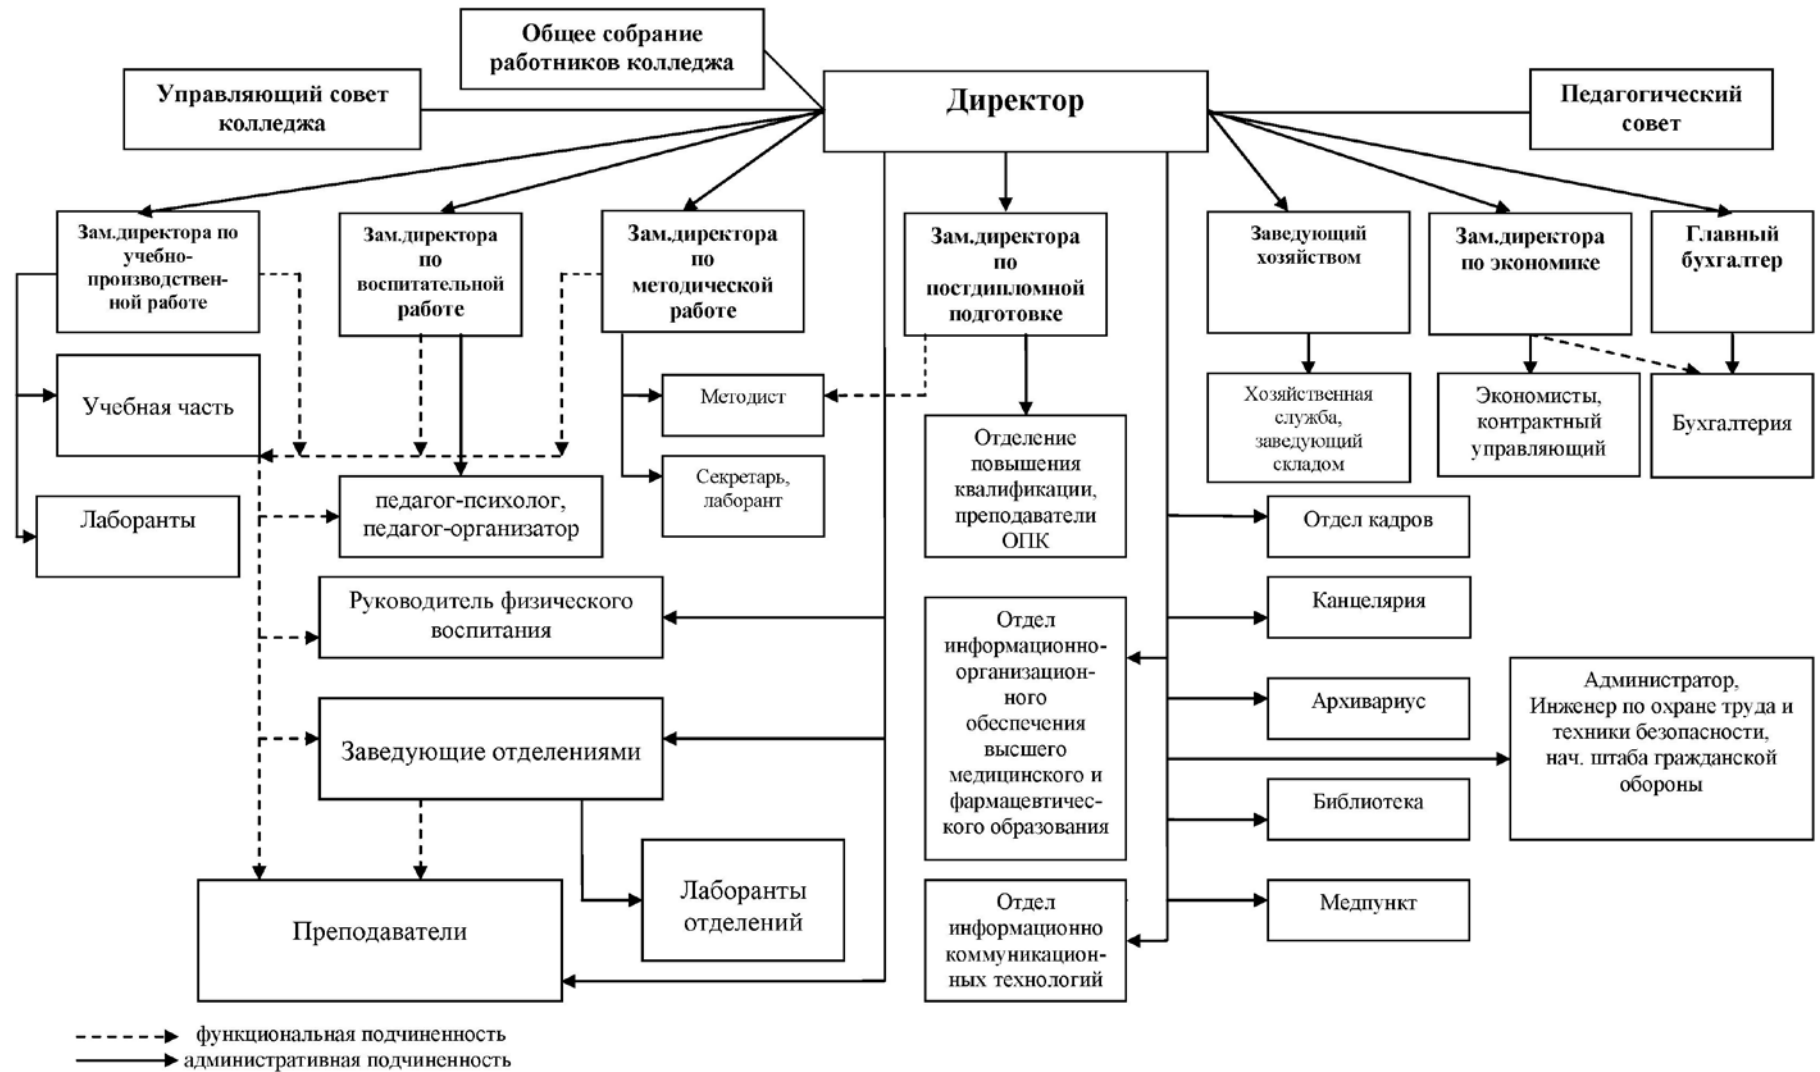 Общее собрание
работников колледжа
Управляющий совет
колледжа
Директор
Педагогический
совет
Зам.директора по
учебно-
производствен-
ной работе
Зам.директора
по
воспитательной
работе
Зам.директора
по
методической
работе
Зам.директора
по
постдипломной
подготовке
Заведующий
хозяйством
Зам.директора
по экономике
Главный
бухгалтер
Учебная часть
Методист
Хозяйственная
служба,
заведующий
складом
Экономисты,
контрактный
управляющий
Бухгалтерия
Отделение
повышения
квалификации,
преподаватели
ОПК
Секретарь,
лаборант
Лаборанты
педагог-психолог,
педагог-организатор
Отдел кадров
Руководитель физического
воспитания
Канцелярия
Отдел
информационно-
организацион-
ного
обеспечения
высшего
медицинского и
фармацевтичес-
кого образования
Архивариус
Администратор,
Инженер по охране труда и
техники безопасности,
нач. штаба гражданской
обороны
Заведующие отделениями
Библиотека
Лаборанты
отделений
Преподаватели
Отдел
информационно
коммуникацион-
ных технологий
Медпункт
функциональная подчиненность
административная подчиненность